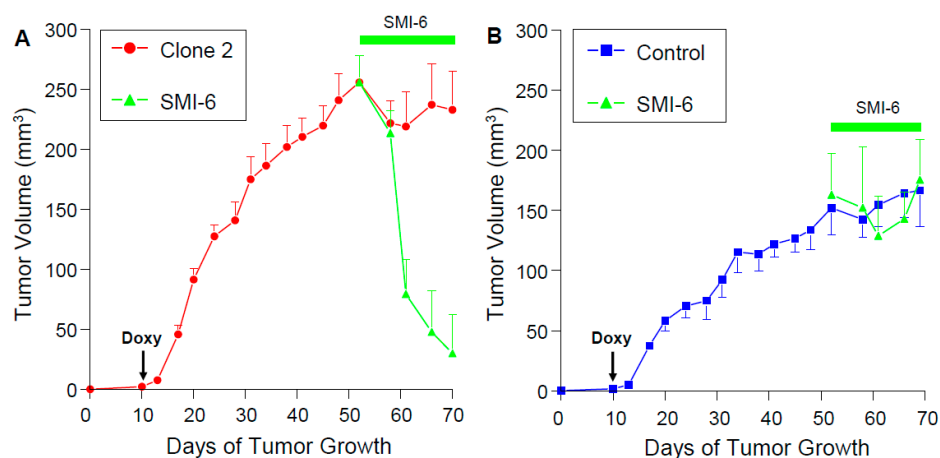 A
SMI-6
Clone 2
SMI-6
300
250
200
150
100
50
0
Tumor Volume (mm³)
Doxy
0 10 20 30 40 50 60 70
Days of Tumor Growth
B
Control
SMI-6
SMI-6
300
250
200
150
100
50
0
Tumor Volume (mm³)
Doxy
0 10 20 30 40 50 60 70
Days of Tumor Growth